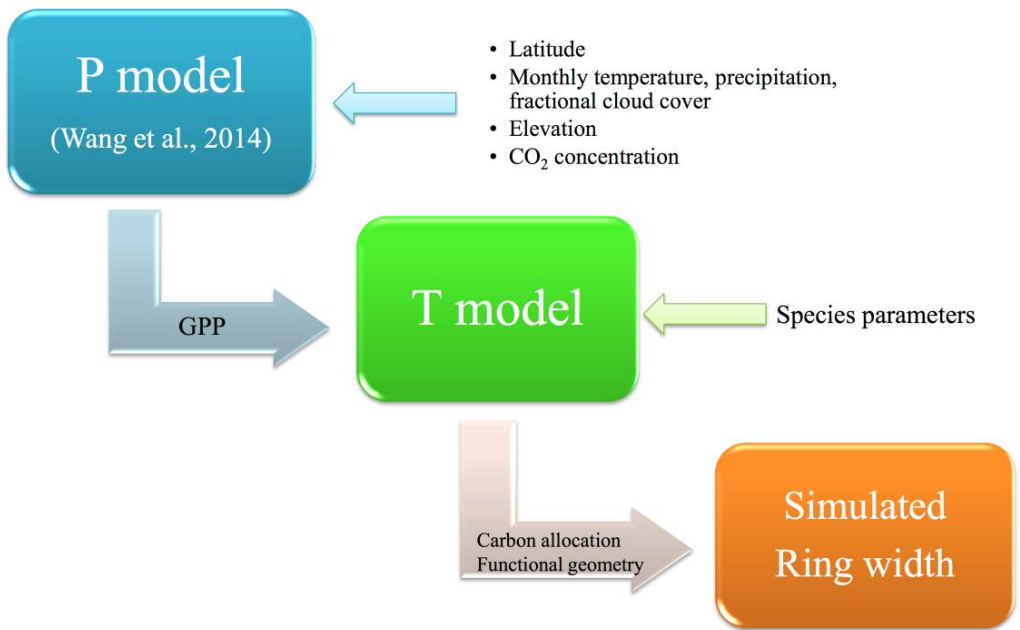 P model
(Wang et al., 2014)
• Latitude
• Monthly temperature, precipitation,
fractional cloud cover
• Elevation
• CO₂ concentration
GPP
T model
Species parameters
Carbon allocation
Functional geometry
Simulated
Ring width